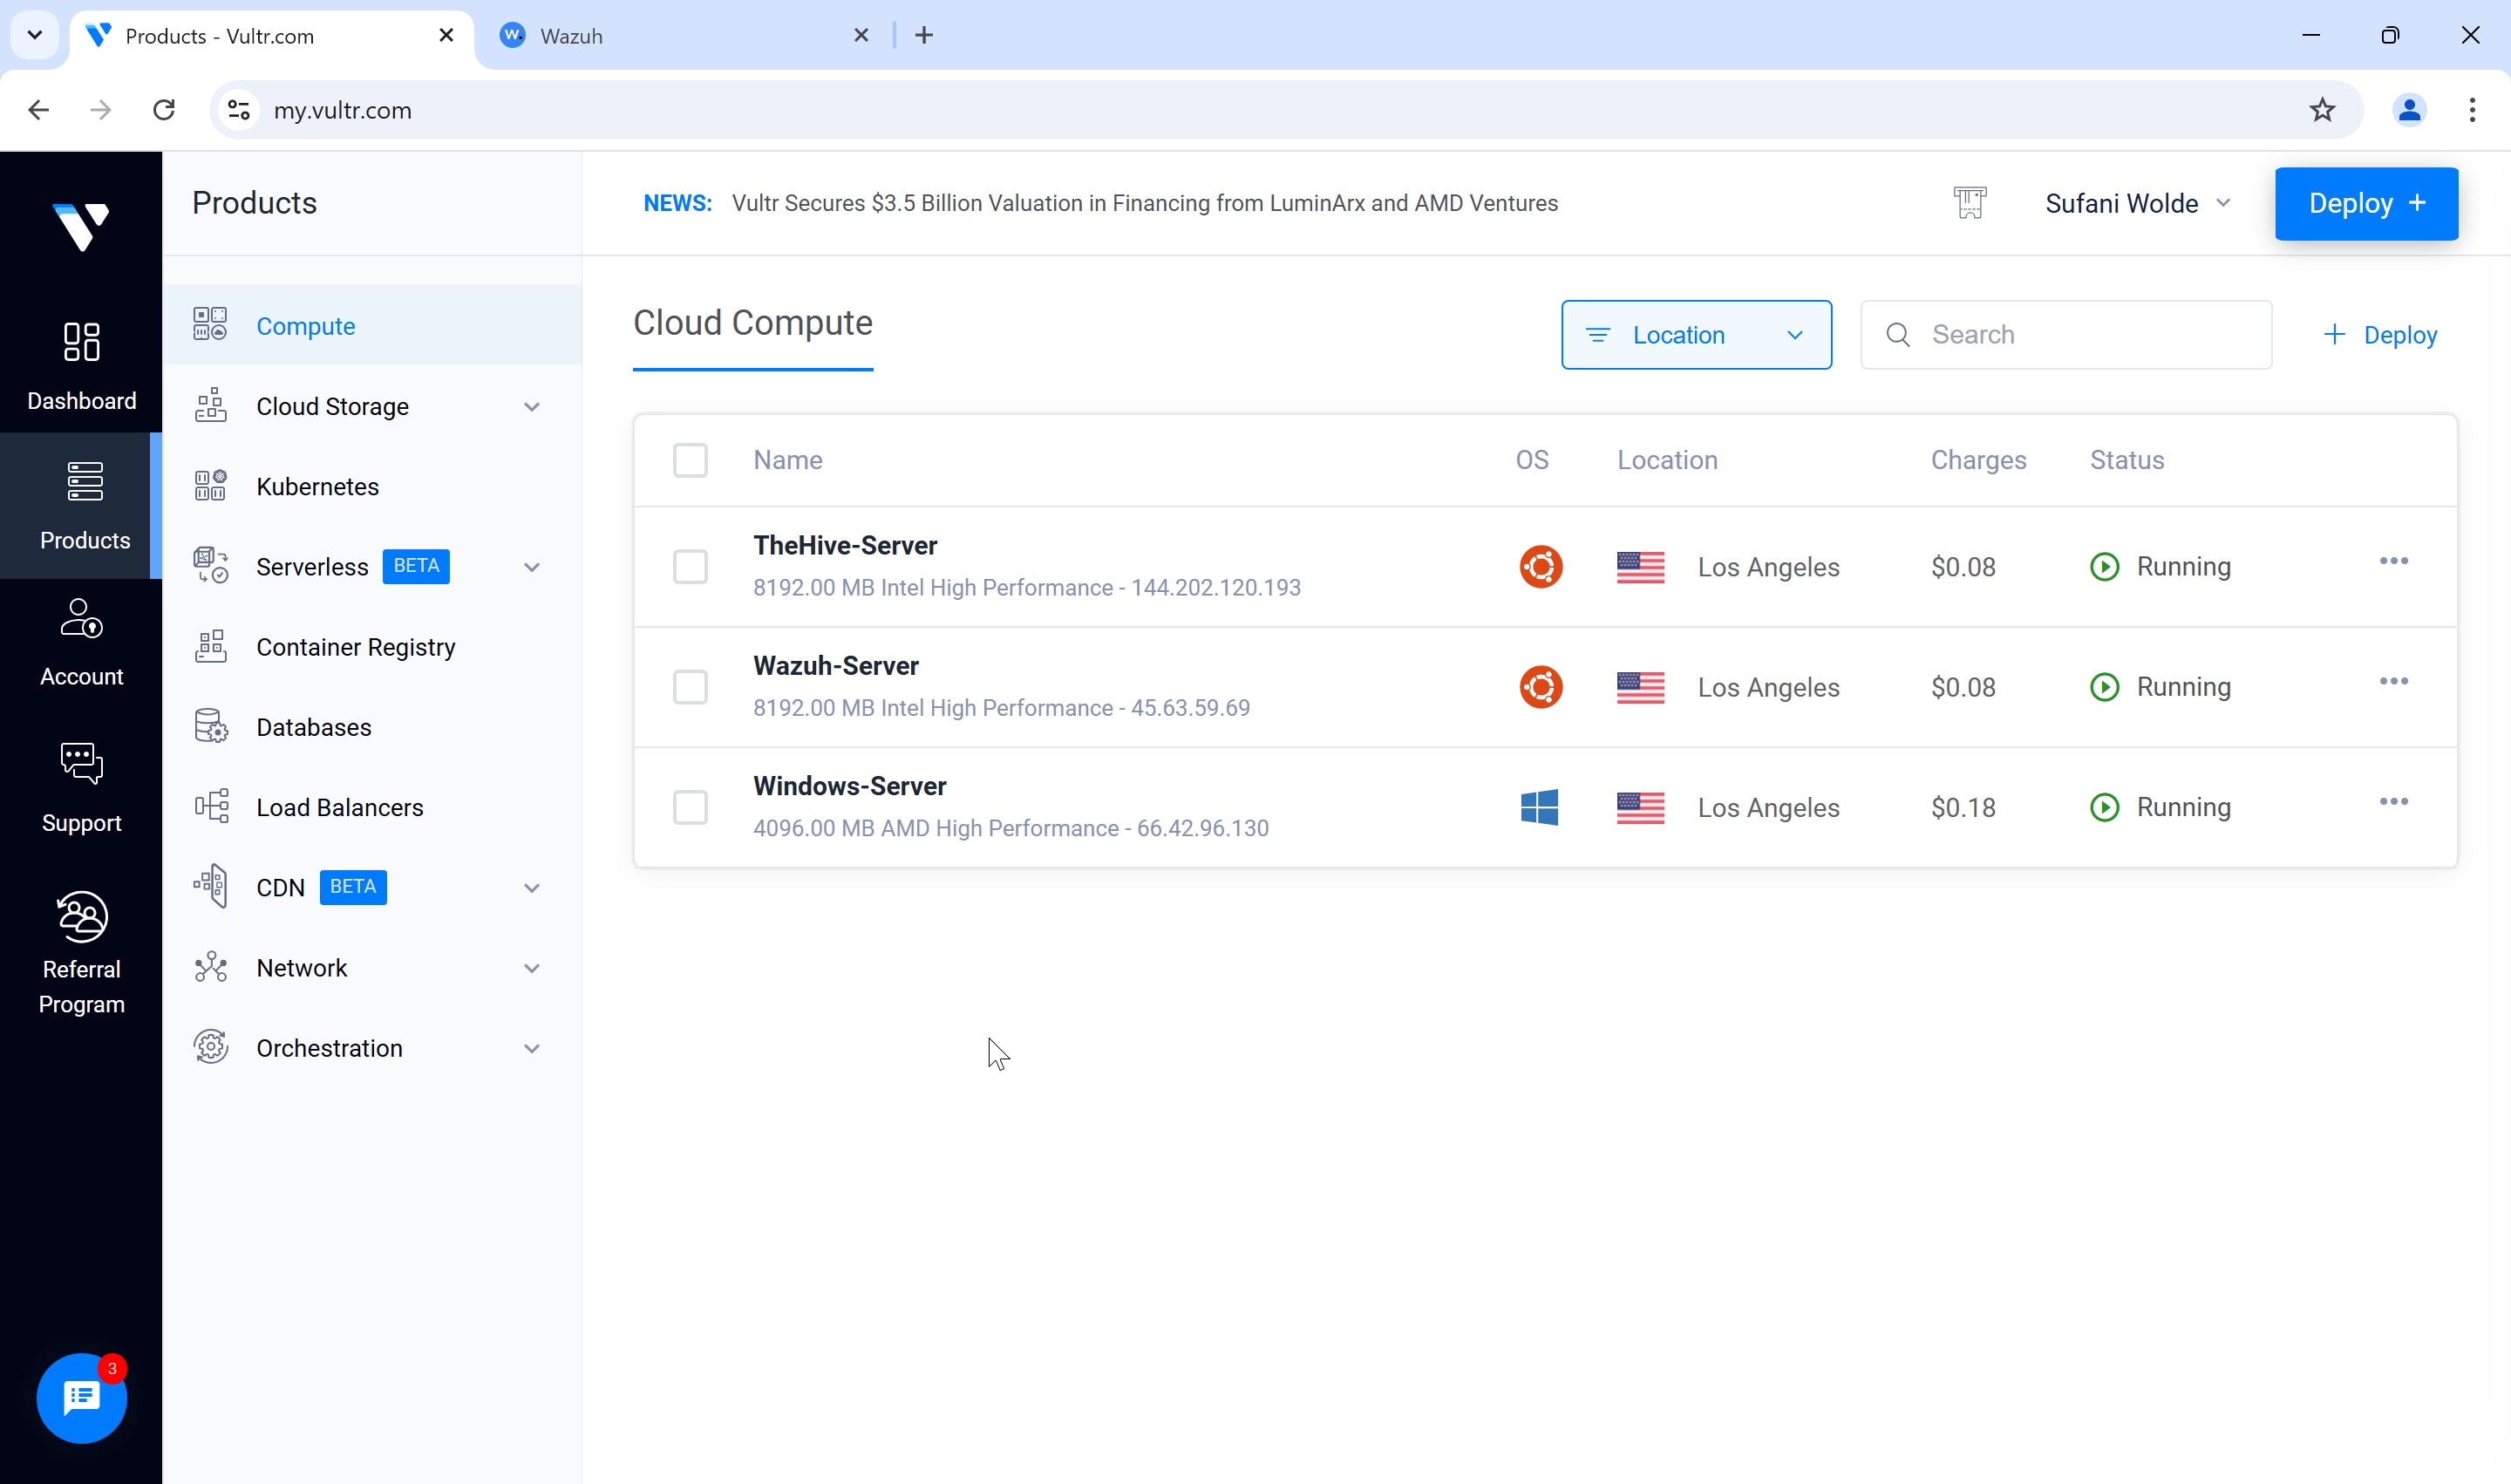 Products - Vultr.com
W.
Wazuh
my.vultr.com
Dashboard
Products
Account
Support
Referral
Program
3
Products
Compute
Cloud Storage
Kubernetes
Serverless BETA
Container Registry
Databases
Load Balancers
CDN BETA
Network
Orchestration
NEWS: Vultr Secures $3.5 Billion Valuation in Financing from LuminArx and AMD Ventures
Sufani Wolde
Deploy +
Cloud Compute
Location
Search
+ Deploy
Name OS Location Charges Status
TheHive-Server
8192.00 MB Intel High Performance - 144.202.120.193
Los Angeles $0.08 Running
Wazuh-Server
8192.00 MB Intel High Performance - 45.63.59.69
Los Angeles $0.08 Running
Windows-Server
4096.00 MB AMD High Performance - 66.42.96.130
Los Angeles $0.18 Running